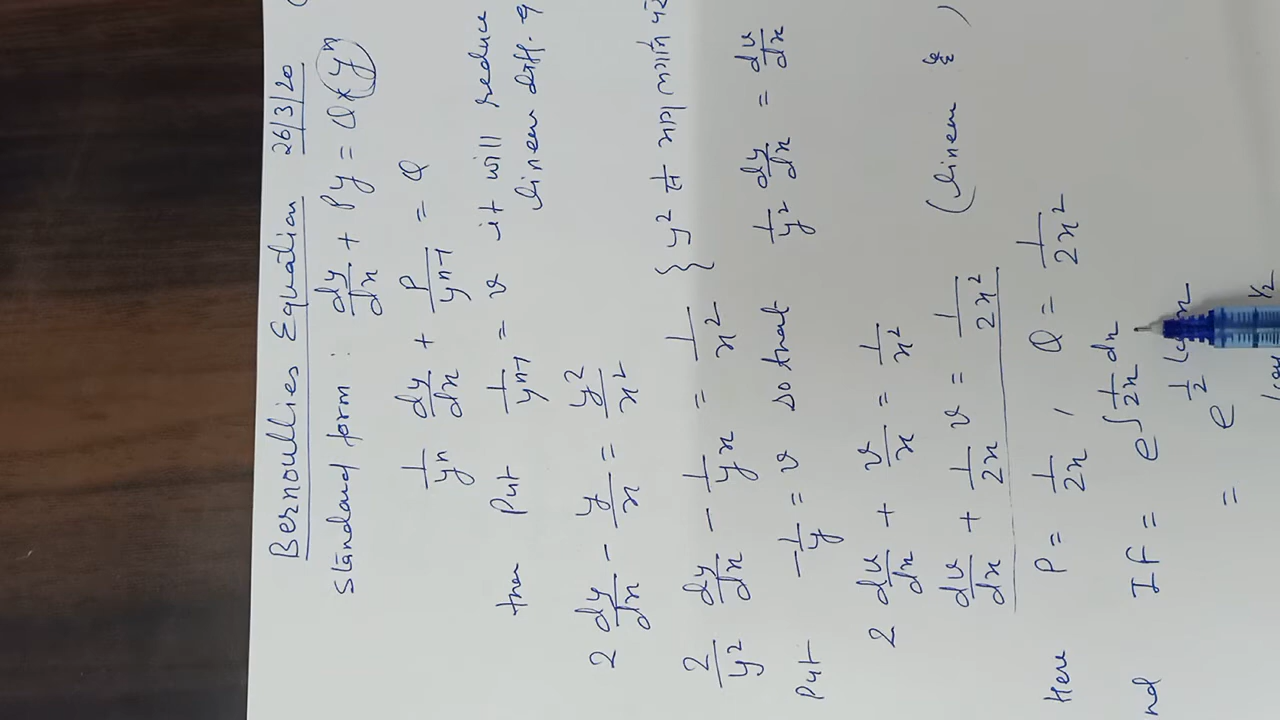 Bernoullies Equation 26/3/20
Standard form : dy/dx + Py = Q × yⁿ
1/yⁿ dy/dx + P/yⁿ⁻¹ = Q
then Put 1/yⁿ⁻¹ = v it will reduce
linear diff.
2 dy/dx − y/x = y²/x²
2/y² dy/dx − 1/yx = 1/x² } y² से भाग लगाने पर
Put −1/y = v so that 1/y² dy/dx = dv/dx
2 dv/dx + v/x = 1/x²
dv/dx + 1/2x v = 1/2x² (linear
Here P = 1/2x , Q = 1/2x²
nd IF = e^∫1/2x dx
= e^1/2 log x
1/2